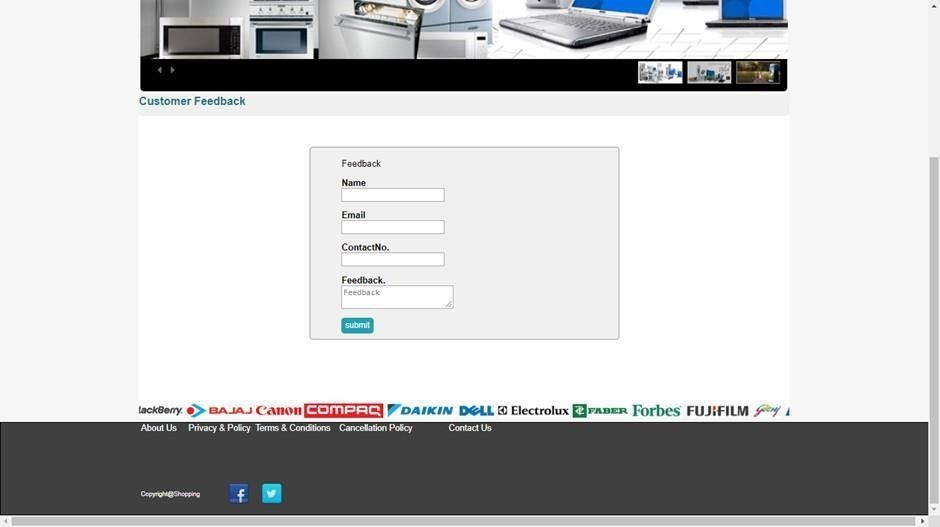 Customer Feedback
Feedback
Name
Email
ContactNo.
Feedback.
Feedback
submit
lackBerry. BAJAJ Canon COMPAQ DAIKIN DELL Electrolux FABER Forbes FUJIFILM Godrej
About Us Privacy & Policy Terms & Conditions Cancellation Policy Contact Us
Copyright@Shopping